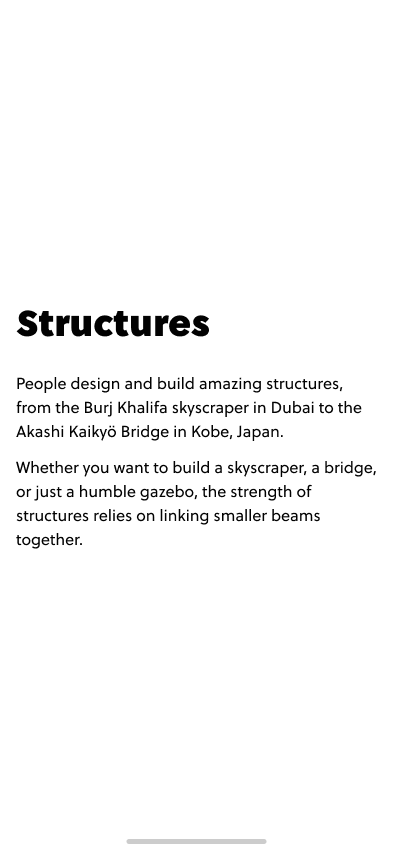 Structures
People design and build amazing structures,
from the Burj Khalifa skyscraper in Dubai to the
Akashi Kaikyö Bridge in Kobe, Japan.
Whether you want to build a skyscraper, a bridge,
or just a humble gazebo, the strength of
structures relies on linking smaller beams
together.